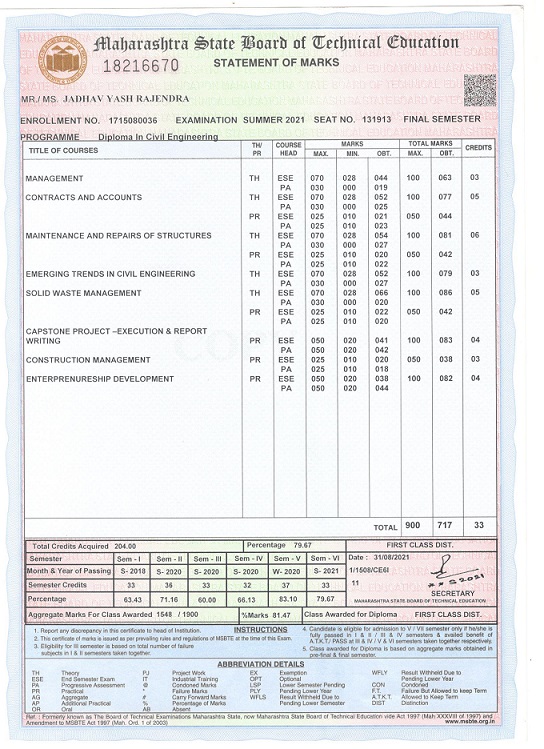 Maharashtra State Board of Technical Education
18216670
STATEMENT OF MARKS
MR./ MS. JADHAV YASH RAJENDRA
ENROLLMENT NO. 1715080036 EXAMINATION SUMMER 2021 SEAT NO. 131913 FINAL SEMESTER
PROGRAMME Diploma In Civil Engineering
TITLE OF COURSES TH/ PR COURSE HEAD MARKS MAX. MIN. OBT. TOTAL MARKS MAX. OBT. CREDITS
MANAGEMENT TH ESE 070 028 044 100 063 03
PA 030 000 019
CONTRACTS AND ACCOUNTS TH ESE 070 028 052 100 077 05
PA 030 000 025
PR ESE 025 010 021 050 044
PA 025 010 023
MAINTENANCE AND REPAIRS OF STRUCTURES TH ESE 070 028 054 100 081 06
PA 030 000 027
PR ESE 025 010 020 050 042
PA 025 010 022
EMERGING TRENDS IN CIVIL ENGINEERING TH ESE 070 028 052 100 079 03
PA 030 000 027
SOLID WASTE MANAGEMENT TH ESE 070 028 066 100 086 05
PA 030 000 020
PR ESE 025 010 022 050 042
PA 025 010 020
CAPSTONE PROJECT –EXECUTION & REPORT
WRITING PR ESE 050 020 041 100 083 04
PA 050 020 042
CONSTRUCTION MANAGEMENT PR ESE 025 010 020 050 038 03
PA 025 010 018
ENTERPRENURESHIP DEVELOPMENT PR ESE 050 020 038 100 082 04
PA 050 020 044
TOTAL 900 717 33
Total Credits Acquired 204.00 Percentage 79.67 FIRST CLASS DIST.
Semester Sem - I Sem - II Sem - III Sem - IV Sem - V Sem - VI Date : 31/08/2021
Month & Year of Passing S- 2018 S- 2020 S- 2020 S- 2020 W- 2020 S- 2021 1/1508/CE6I
Semester Credits 33 36 33 32 37 33 11
Percentage 63.43 71.16 60.00 66.13 83.10 79.67 SECRETARY
MAHARASHTRA STATE BOARD OF TECHNICAL EDUCATION
Aggregate Marks For Class Awarded 1548 / 1900 %Marks 81.47 Class Awarded for Diploma FIRST CLASS DIST.
INSTRUCTIONS
1. Report any discrepancy in this certificate to head of Institution.
2. This certificate of marks is issued as per prevailing rules and regulations of MSBTE at the time of this Exam.
3. Eligibility for III semester is based on total number of failure
subjects in I & II semesters taken together.
4. Candidate is eligible for admission to V / VII semester only if he/she is
fully passed in I & II / III & IV semesters & availed benefit of
A.T.K.T./ PASS at III & IV / V & VI semesters taken together respectively.
5. Class awarded for Diploma is based on aggregate marks obtained in
pre-final & final semester.
ABBREVIATION DETAILS
TH Theory PJ Project Work EX Exemption WFLY Result Withheld Due to
ESE End Semester Exam IT Industrial Training OPT Optional Pending Lower Year
PA Progressive Assessment @ Condoned Marks LSP Lower Semester Pending CON Condoned
PR Practical * Failure Marks PLY Pending Lower Year F.T. Failure But Allowed to keep Term
AG Aggregate # Carry Forward Marks WFLS Result Withheld Due to A.T.K.T. Allowed to Keep Term
AP Additional Practical % Percentage of Marks Pending Lower Semester DIST Distinction
OR Oral AB Absent
Ref. : Formerly known as The Board of Technical Examinations Maharashtra State, now Maharashtra State Board of Technical Education vide Act 1997 (Mah XXXVIII of 1997) and
Amendment to MSBTE Act 1997 (Mah. Ord. 1 of 2003) www.msbte.org.in